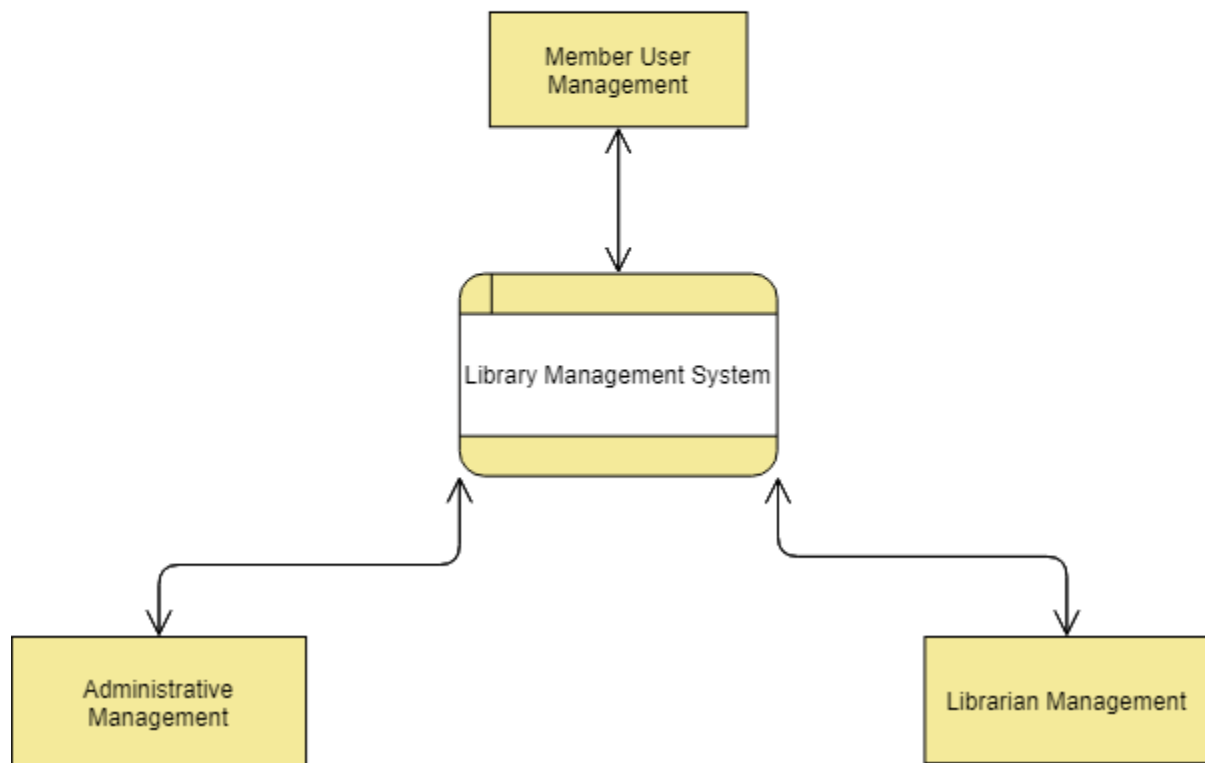 Member User
Management
Library Management System
Administrative
Management
Librarian Management